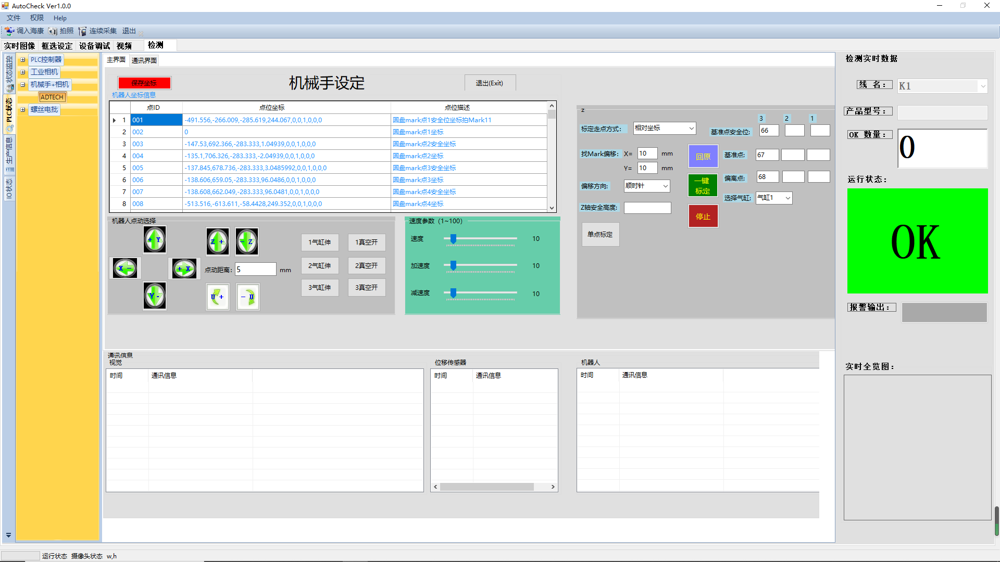 AutoCheck Ver1.0.0
文件 权限 Help
调入海康 拍照 连续采集 退出
实时图像 框选设定 设备调试 视频 检测
状态监控
PLC状态
生产信息
IO状态
PLC控制器
工业相机
机械手+相机
ADTECH
螺丝电批
主界面 通讯界面
保存坐标 机械手设定 退出(Exit)
机器人坐标信息
点ID 点位坐标 点位描述
1 001 -491.556,-266.009,-285.619,244.067,0,0,1,0,0,0 圆盘mark点1安全位坐标拍Mark11
2 002 0 圆盘mark点1坐标
3 003 -147.53,692.366,-283.333,1.04939,0,0,1,0,0,0 圆盘mark点2安全坐标
4 004 -135.1,706.326,-283.333,-2.04939,0,0,1,0,0,0 圆盘mark点2坐标
5 005 -137.845,678.736,-283.333,3.0485992,0,0,1,0,0,0 圆盘mark点3安全坐标
6 006 -138.606,659.05,-283.333,96.0486,0,0,1,0,0,0 圆盘mark点3坐标
7 007 -138.608,662.049,-283.333,96.0481,0,0,1,0,0,0 圆盘mark点4安全坐标
8 008 -513.516,-613.611,-58.4428,249.352,0,0,1,0,0,0 圆盘mark点4坐标
机器人点动选择
+ Y
Z +
- Z
X -
+ X
Y -
U +
- U
点动距离: 5 mm
1气缸伸 1真空开
2气缸伸 2真空开
3气缸伸 3真空开
速度参数（1~100）
速度 10
加速度 10
减速度 10
z
3 2 1
标定走点方式: 相对坐标 基准点安全位: 66
找Mark偏移: X= 10 mm 回原 基准点: 67
Y= 10 mm
一键标定 偏离点: 68
偏移方向: 顺时针
选择气缸: 气缸1
Z轴安全高度: 停止
单点标定
通讯信息
视觉 位移传感器 机器人
时间 通讯信息 时间 通讯信息 时间 通讯信息
检测实时数据
线 名: K1
产品型号:
OK 数量: 0
运行状态:
OK
报警输出:
实时全览图:
运行状态 摄像头状态 w,h